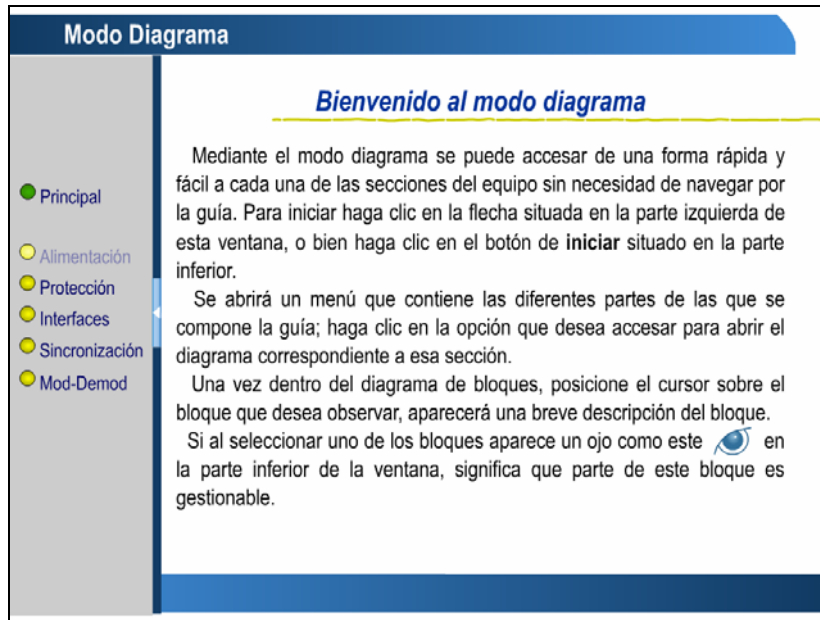 Modo Diagrama
Bienvenido al modo diagrama
Mediante el modo diagrama se puede accesar de una forma rápida y
fácil a cada una de las secciones del equipo sin necesidad de navegar por
la guía. Para iniciar haga clic en la flecha situada en la parte izquierda de
esta ventana, o bien haga clic en el botón de iniciar situado en la parte
inferior.
Se abrirá un menú que contiene las diferentes partes de las que se
compone la guía; haga clic en la opción que desea accesar para abrir el
diagrama correspondiente a esa sección.
Una vez dentro del diagrama de bloques, posicione el cursor sobre el
bloque que desea observar, aparecerá una breve descripción del bloque.
Si al seleccionar uno de los bloques aparece un ojo como este en
la parte inferior de la ventana, significa que parte de este bloque es
gestionable.
Principal
Alimentación
Protección
Interfaces
Sincronización
Mod-Demod